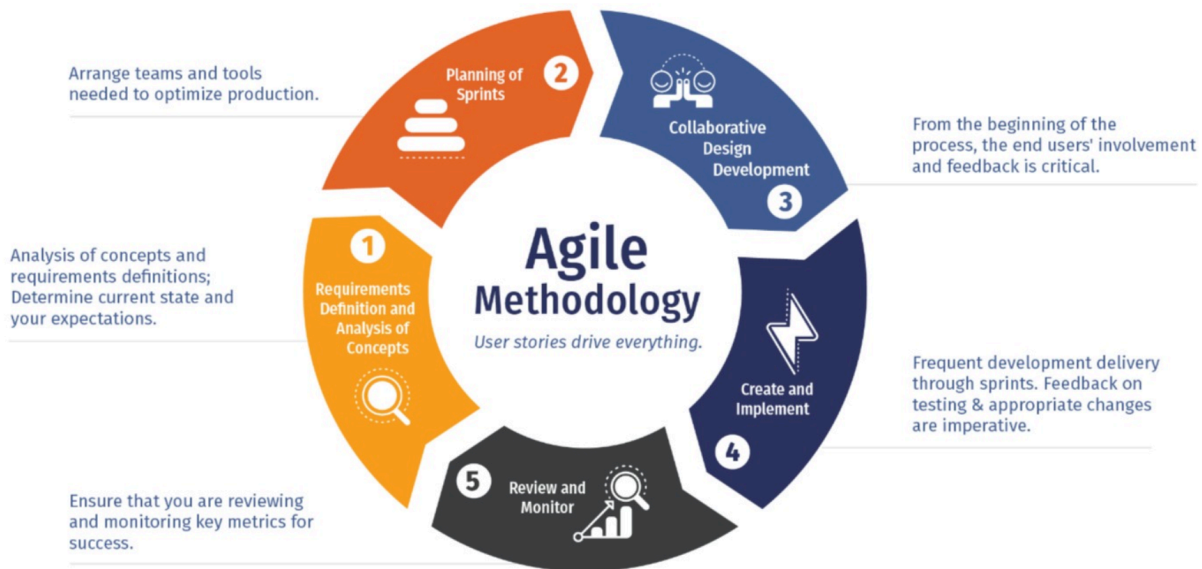 Agile
Methodology
User stories drive everything.
1
Requirements
Definition and
Analysis of
Concepts
Analysis of concepts and
requirements definitions;
Determine current state and
your expectations.
2
Planning of
Sprints
Arrange teams and tools
needed to optimize production.
Collaborative
Design
Development
3
From the beginning of the
process, the end users' involvement
and feedback is critical.
Create and
Implement
4
Frequent development delivery
through sprints. Feedback on
testing & appropriate changes
are imperative.
5
Review and
Monitor
Ensure that you are reviewing
and monitoring key metrics for
success.